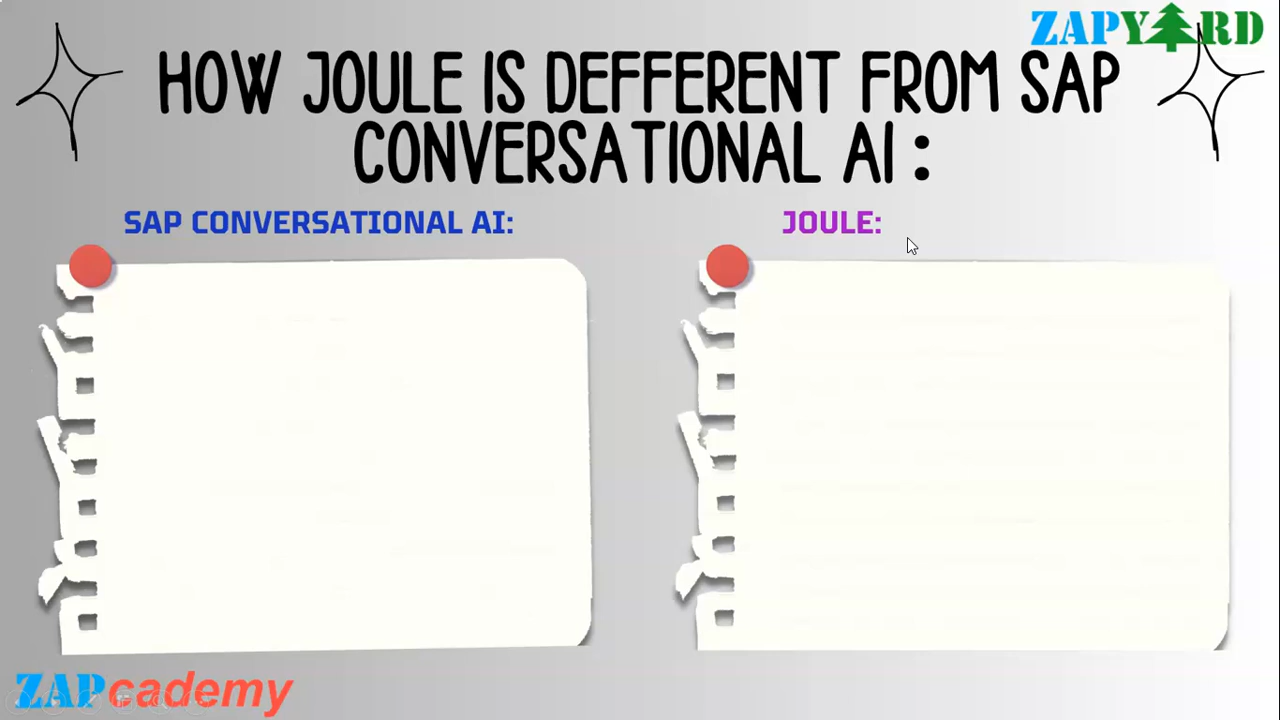 ZAPYARD
HOW JOULE IS DEFFERENT FROM SAP
CONVERSATIONAL AI :
SAP CONVERSATIONAL AI:
JOULE:
ZAPcademy